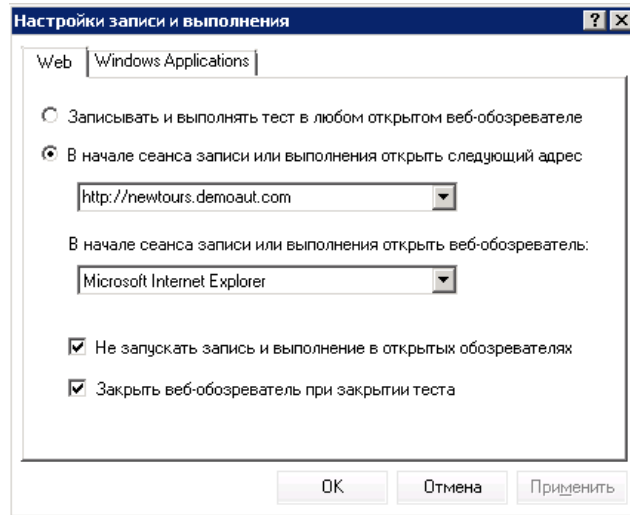 Настройки записи и выполнения
Web Windows Applications
Записывать и выполнять тест в любом открытом веб-обозревателе
В начале сеанса записи или выполнения открыть следующий адрес
http://newtours.demoaut.com
В начале сеанса записи или выполнения открыть веб-обозреватель:
Microsoft Internet Explorer
Не запускать запись и выполнение в открытых обозревателях
Закрыть веб-обозреватель при закрытии теста
OK Отмена Применить